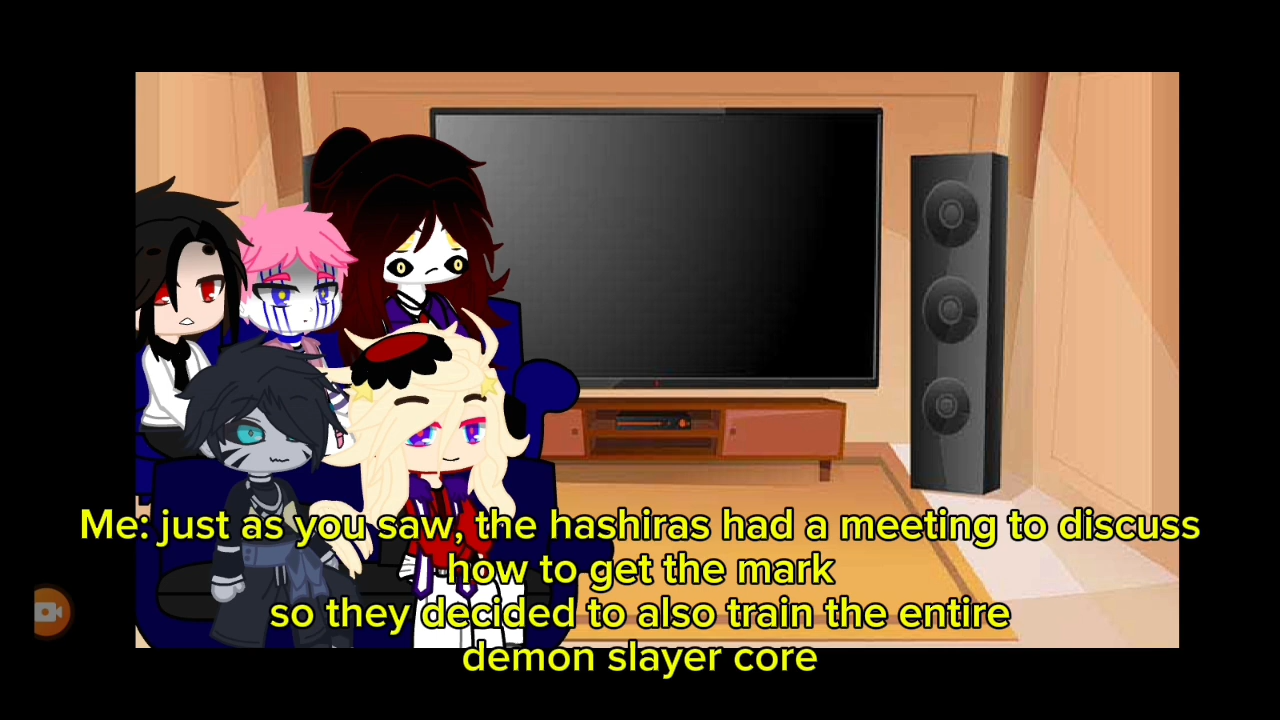 Me: just as you saw, the hashiras had a meeting to discuss
how to get the mark
so they decided to also train the entire
demon slayer core